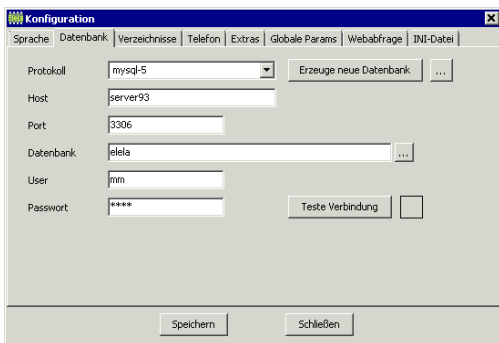 Konfiguration
Sprache Datenbank Verzeichnisse Telefon Extras Globale Params Webabfrage INI-Datei
Protokoll mysql-5 Erzeuge neue Datenbank ...
Host server93
Port 3306
Datenbank elela ...
User mm
Passwort ****
Teste Verbindung
Speichern Schließen